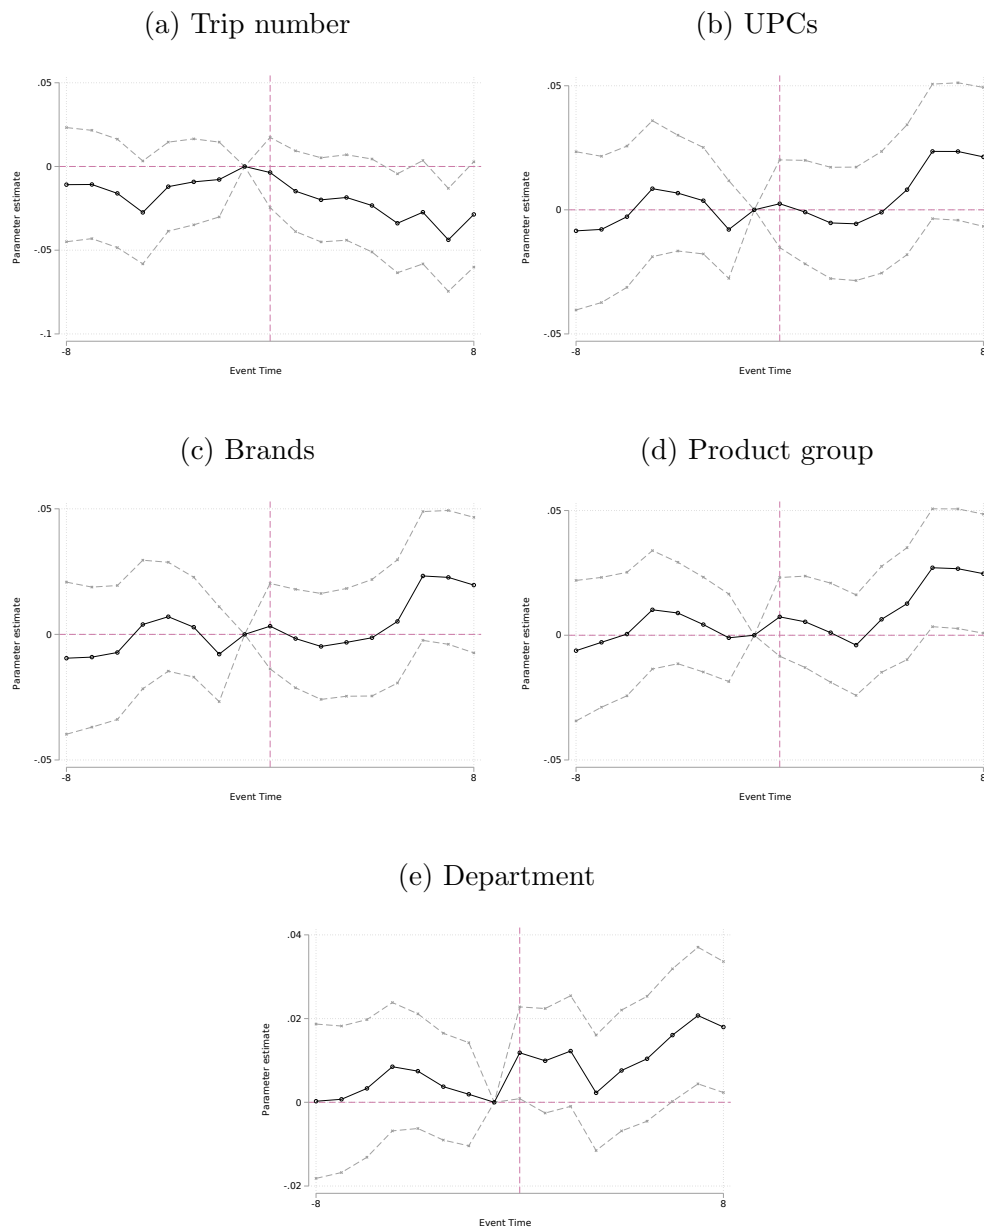 (a) Trip number
.05
0
-.05
-.1
Parameter estimate
-8
8
Event Time
(b) UPCs
.05
0
-.05
Parameter estimate
-8
8
Event Time
(c) Brands
.05
0
-.05
Parameter estimate
-8
8
Event Time
(d) Product group
.05
0
-.05
Parameter estimate
-8
8
Event Time
(e) Department
.04
.02
0
-.02
Parameter estimate
-8
8
Event Time